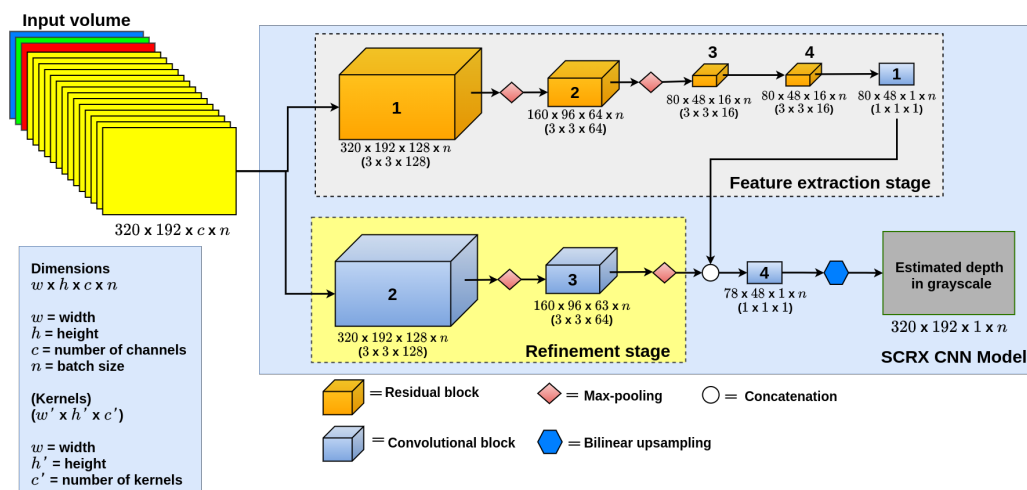 Input volume
320 x 192 x c x n
Dimensions
w x h x c x n
w = width
h = height
c = number of channels
n = batch size
(Kernels)
(w' x h' x c')
w = width
h' = height
c' = number of kernels
1
320 x 192 x 128 x n
(3 x 3 x 128)
2
160 x 96 x 64 x n
(3 x 3 x 64)
3
80 x 48 x 16 x n
(3 x 3 x 16)
4
80 x 48 x 16 x n
(3 x 3 x 16)
1
80 x 48 x 1 x n
(1 x 1 x 1)
Feature extraction stage
2
320 x 192 x 128 x n
(3 x 3 x 128)
3
160 x 96 x 63 x n
(3 x 3 x 64)
Refinement stage
4
78 x 48 x 1 x n
(1 x 1 x 1)
Estimated depth
in grayscale
320 x 192 x 1 x n
SCRX CNN Model
= Residual block
= Max-pooling
= Concatenation
= Convolutional block
= Bilinear upsampling